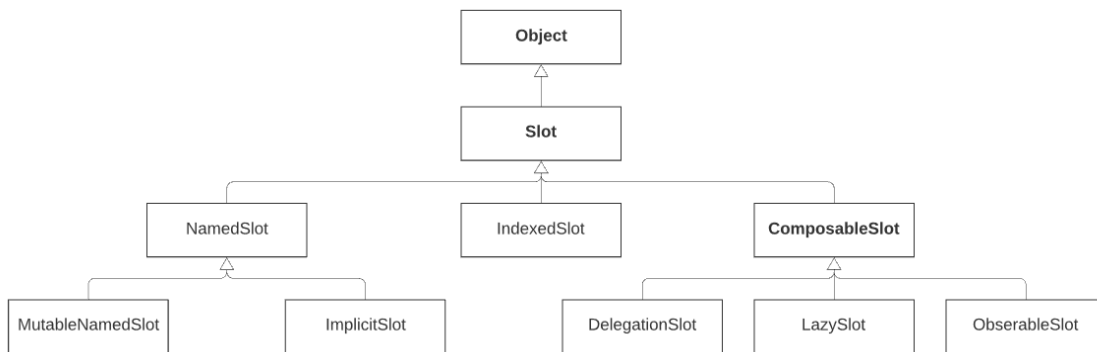 Object
Slot
NamedSlot
IndexedSlot
ComposableSlot
MutableNamedSlot
ImplicitSlot
DelegationSlot
LazySlot
ObserableSlot